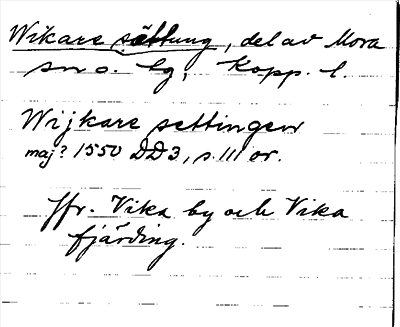 Wikare sättung, del av Mora
sn o. lg, Kopp. l.
Wijkare settingen
maj? 1550 DD3, s. 111 or.
Jfr. Vika by och Vika
fjärding.